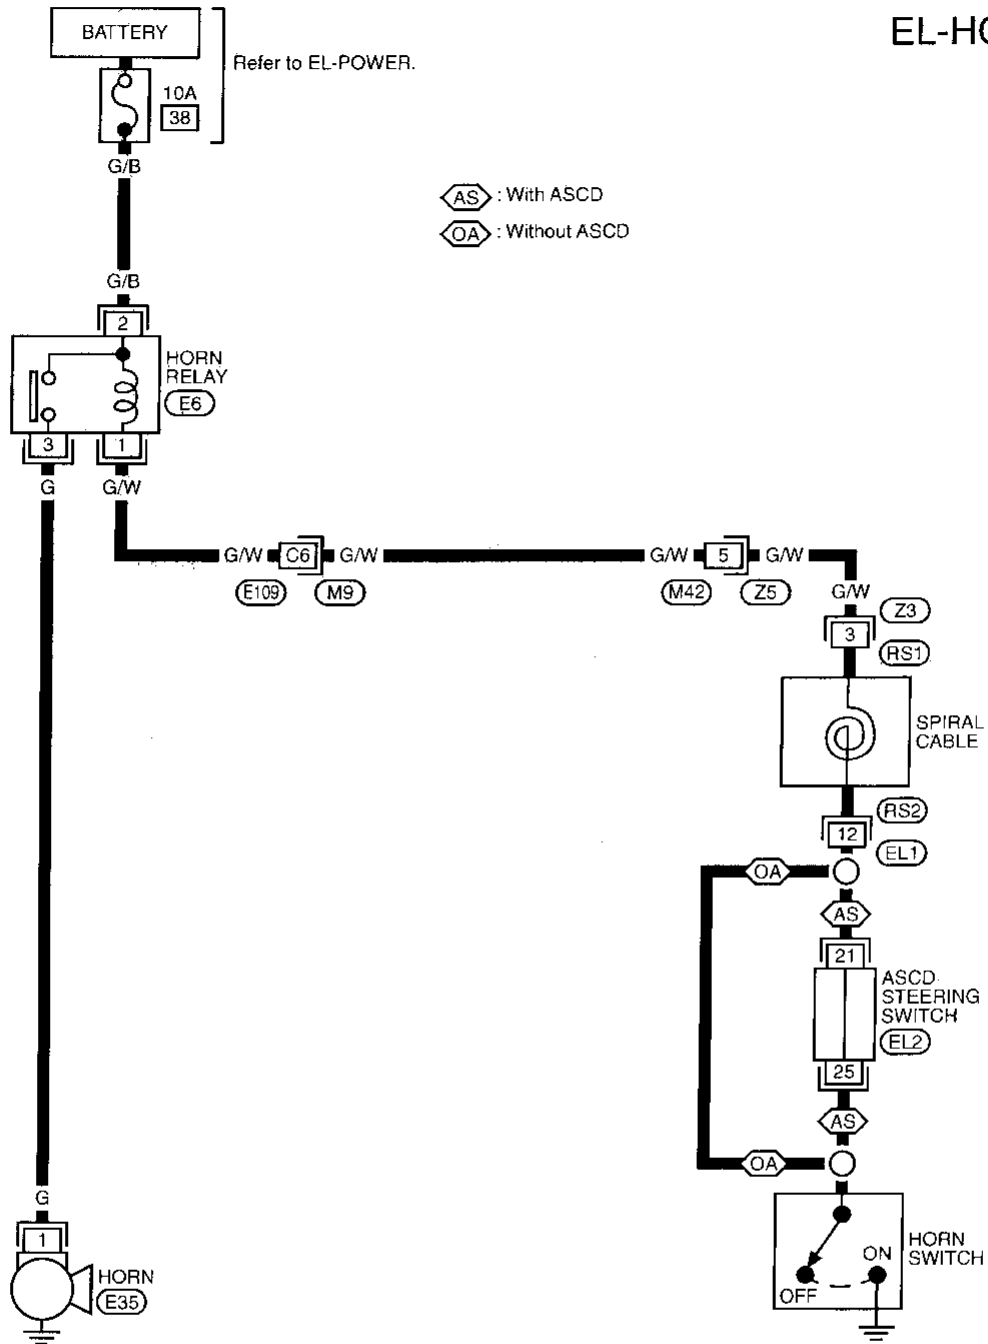 EL-HO
BATTERY
Refer to EL-POWER.
10A
38
G/B
AS : With ASCD
OA : Without ASCD
G/B
2
HORN
RELAY
E6
3 1
G G/W
G/W C6 G/W G/W 5 G/W
E109 M9 M42 Z5
G/W
Z3
3
RS1
SPIRAL
CABLE
RS2
12
EL1
OA
AS
21
ASCD
STEERING
SWITCH
EL2
25
AS
OA
G
1
HORN
E35
HORN
SWITCH
ON
OFF